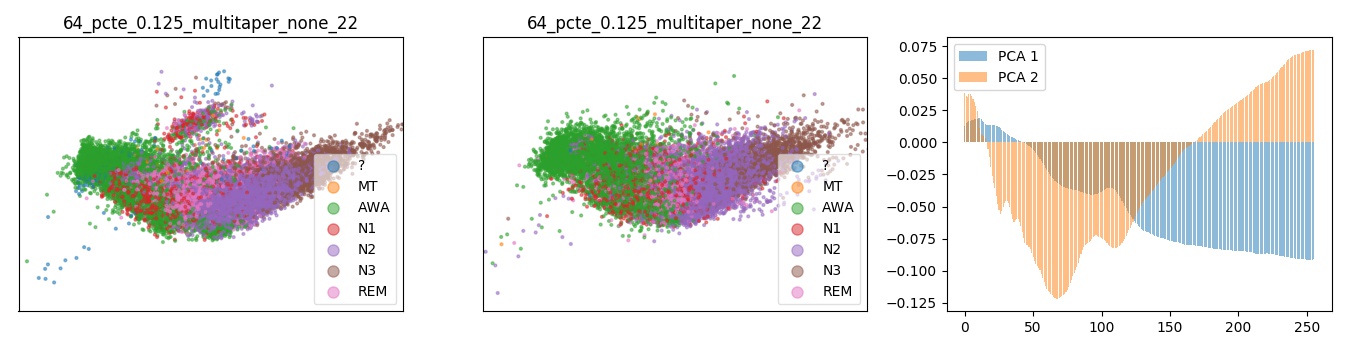 64_pcte_0.125_multitaper_none_22
?
MT
AWA
N1
N2
N3
REM
64_pcte_0.125_multitaper_none_22
?
MT
AWA
N1
N2
N3
REM
PCA 1
PCA 2
0.075
0.050
0.025
0.000
−0.025
−0.050
−0.075
−0.100
−0.125
0 50 100 150 200 250